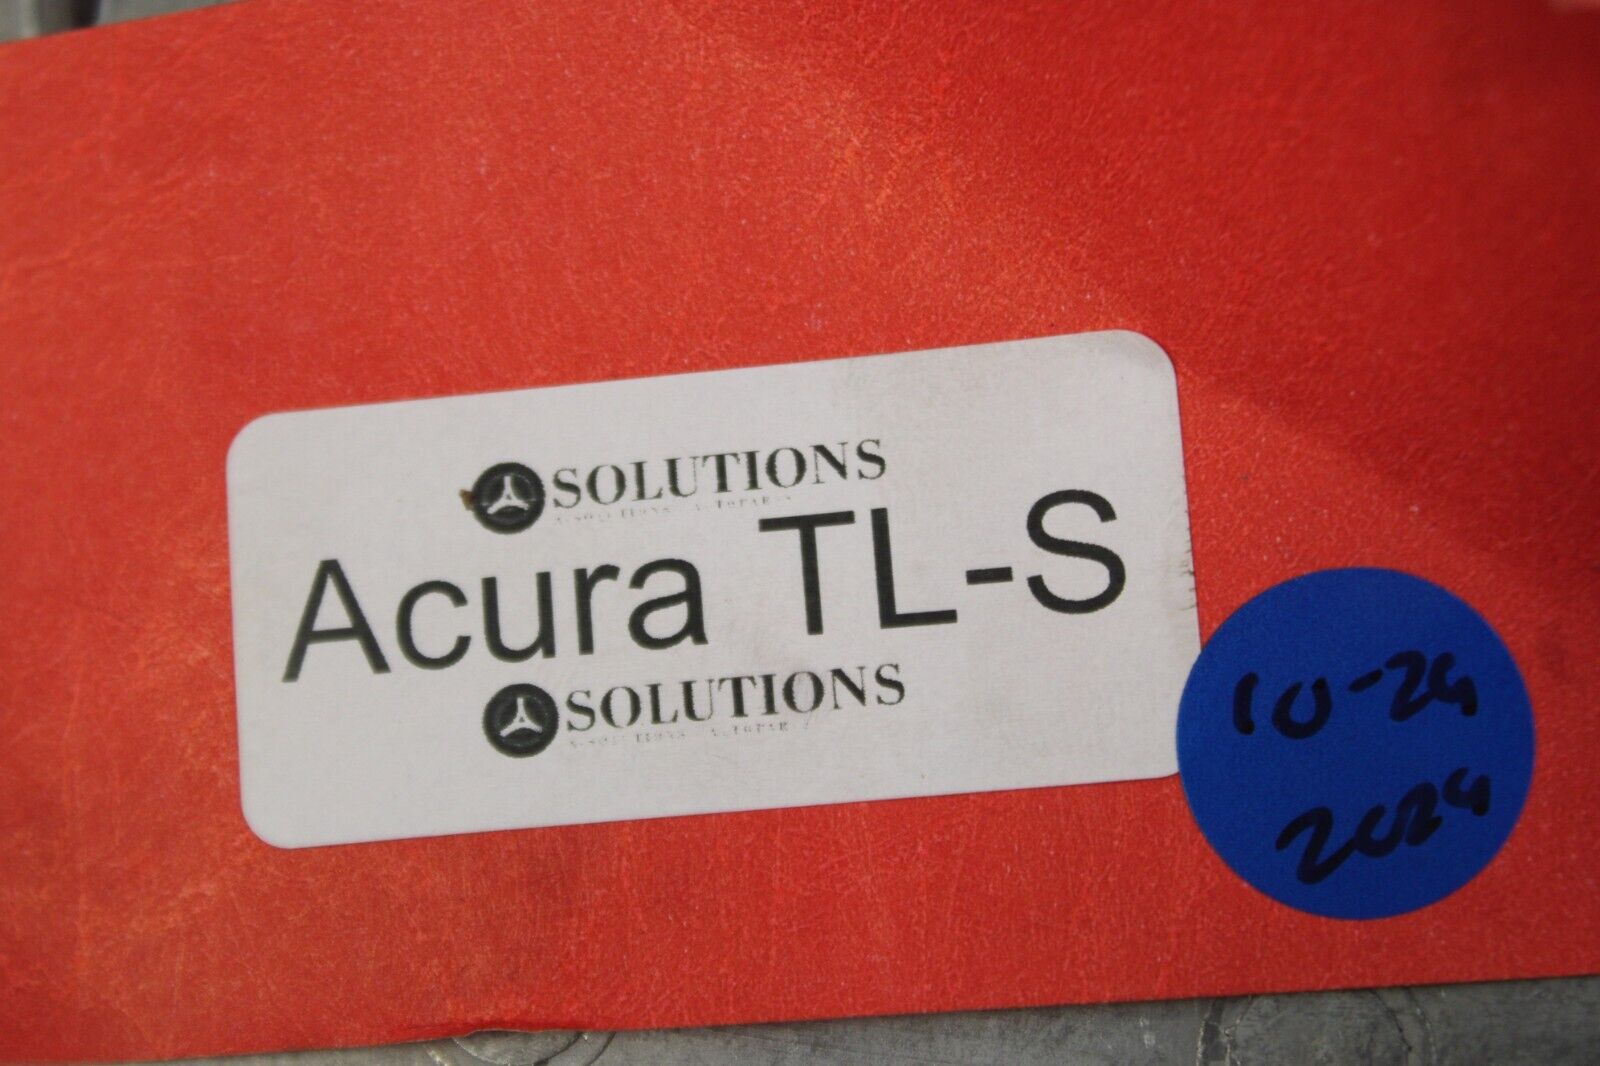 SOLUTIONS
Acura TL-S
SOLUTIONS
10-24
2024